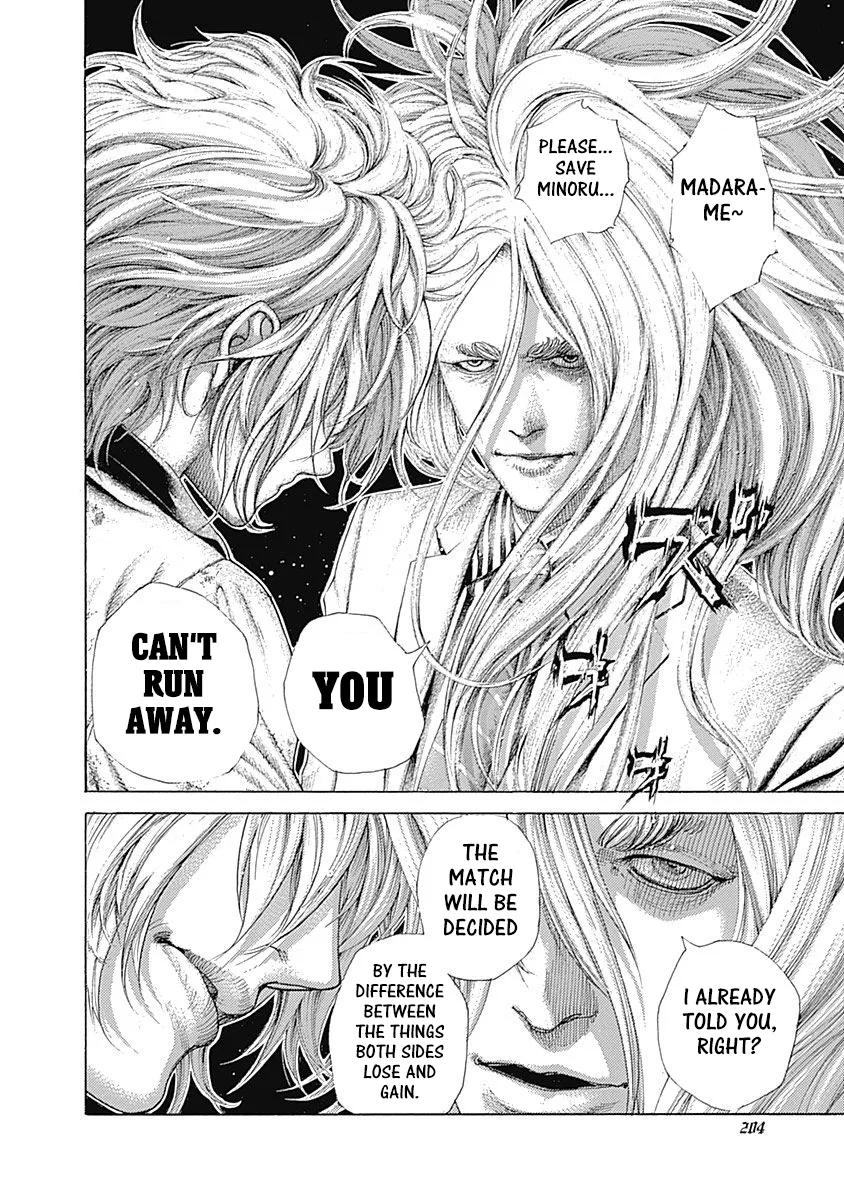 MADARA-
ME~
PLEASE...
SAVE
MINORU...
YOU
CAN'T
RUN
AWAY.
I ALREADY
TOLD YOU,
RIGHT?
THE
MATCH
WILL BE
DECIDED
BY THE
DIFFERENCE
BETWEEN
THE THINGS
BOTH SIDES
LOSE AND
GAIN.
204